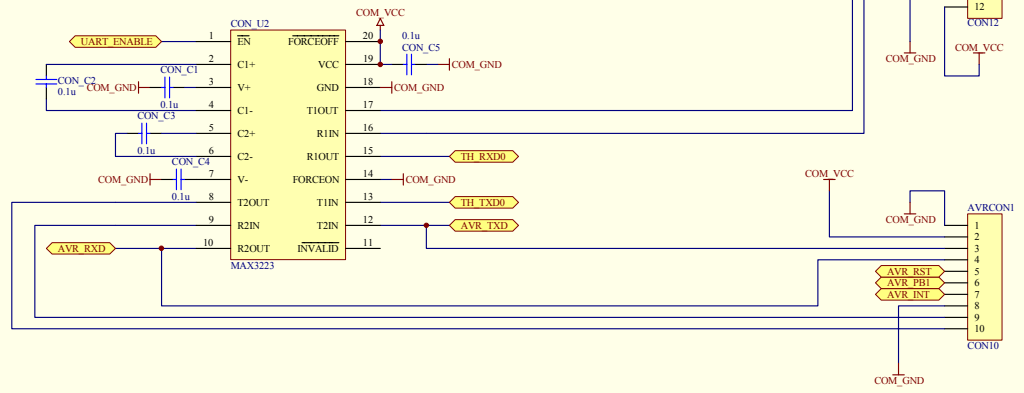 12
CON12
COM_GND
COM_VCC
COM_VCC
CON_U2
0.1u
CON_C5
COM_GND
UART_ENABLE
1 EN FORCEOFF 20
2 C1+ VCC 19
3 V+ GND 18
4 C1- T1OUT 17
5 C2+ R1IN 16
6 C2- R1OUT 15
7 V- FORCEON 14
8 T2OUT T1IN 13
9 R2IN T2IN 12
10 R2OUT INVALID 11
MAX3223
CON_C2
0.1u
COM_GND
CON_C1
0.1u
CON_C3
0.1u
CON_C4
COM_GND
0.1u
AVR_RXD
COM_GND
TH_RXD0
COM_GND
TH_TXD0
AVR_TXD
COM_VCC
COM_GND
AVRCON1
1
2
3
4
AVR_RST 5
AVR_PB1 6
AVR_INT 7
8
9
10
CON10
COM_GND